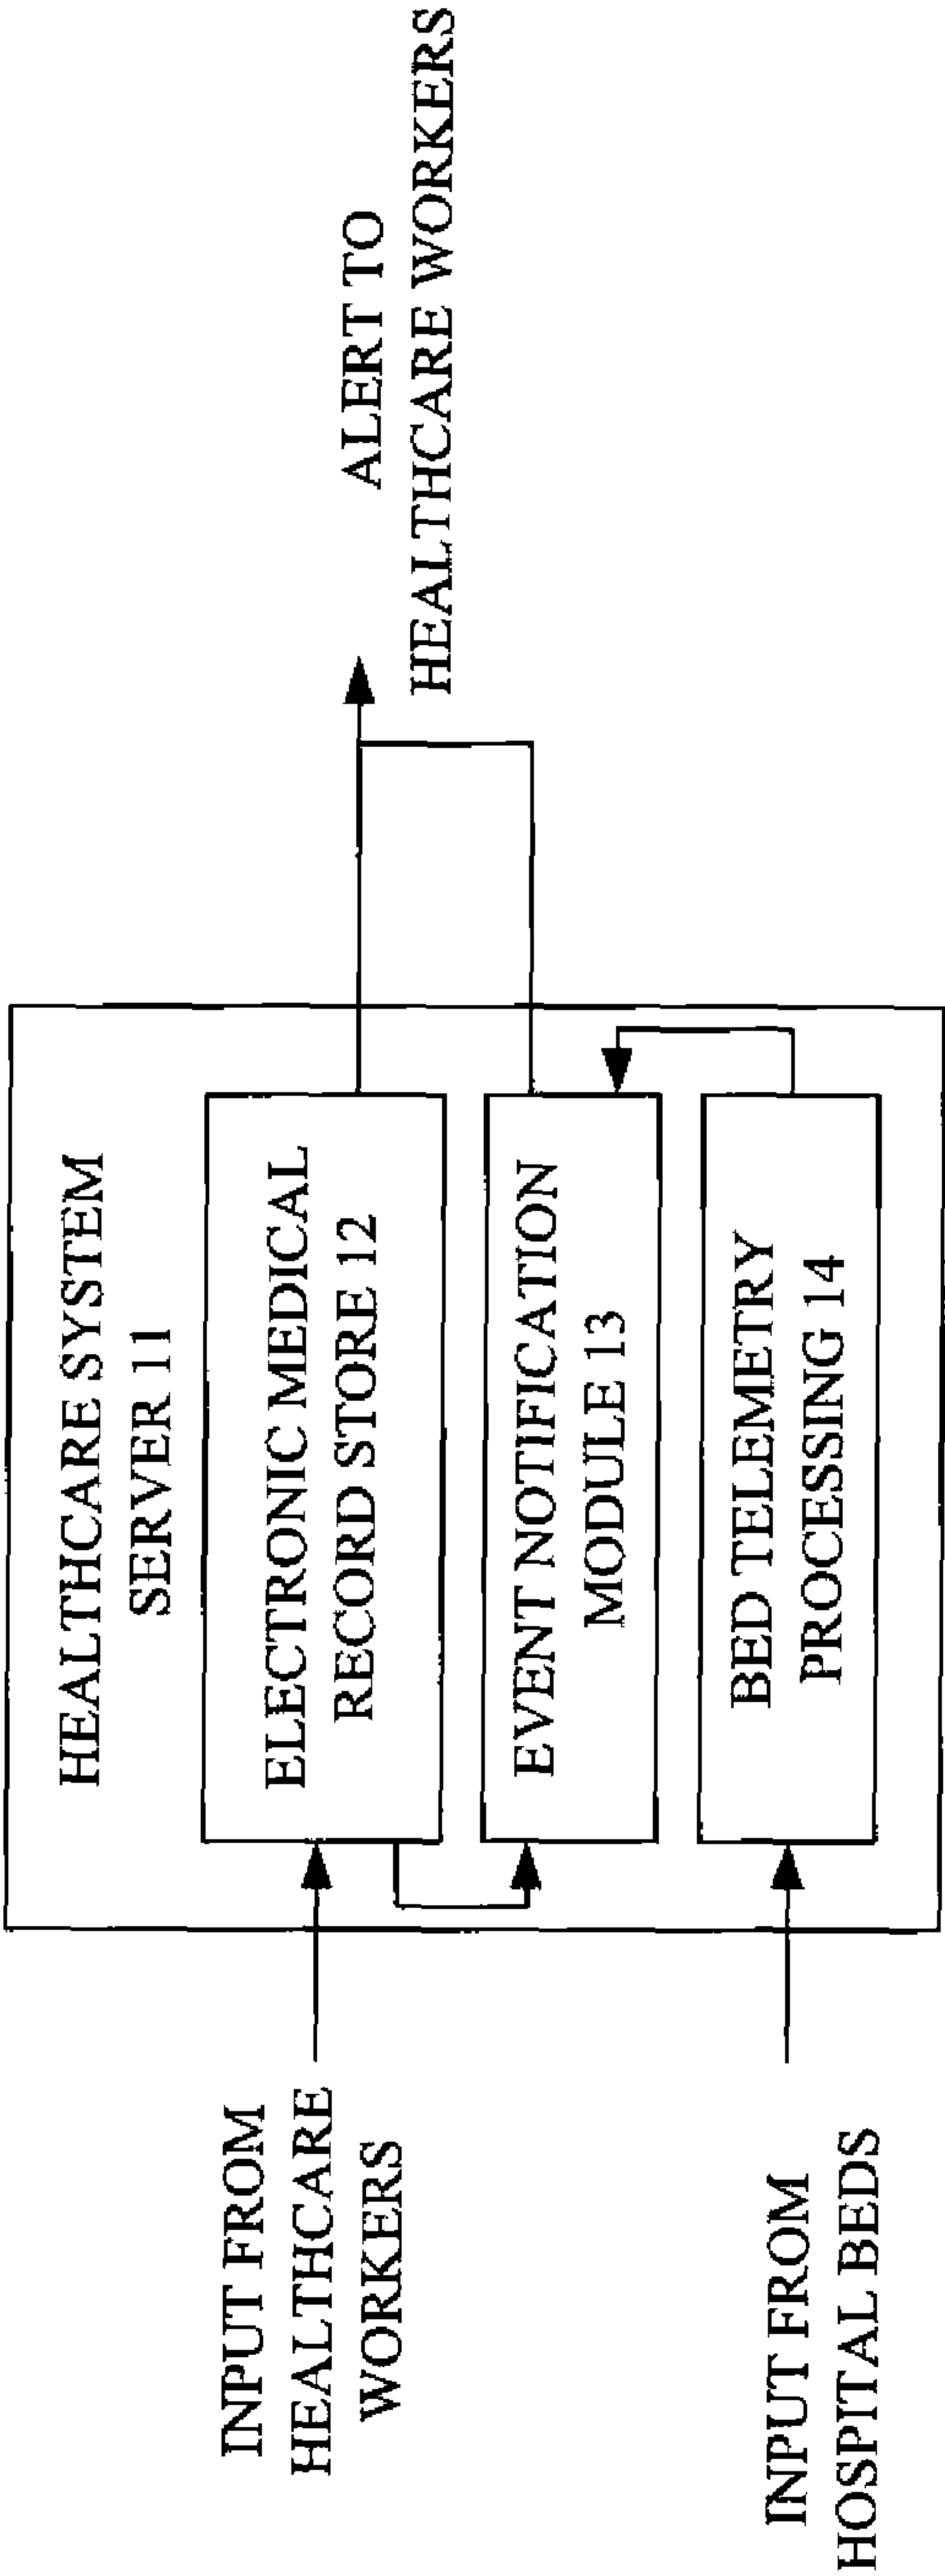 HEALTHCARE SYSTEM
SERVER 11
INPUT FROM
HEALTHCARE
WORKERS
ELECTRONIC MEDICAL
RECORD STORE 12
ALERT TO
HEALTHCARE WORKERS
EVENT NOTIFICATION
MODULE 13
INPUT FROM
HOSPITAL BEDS
BED TELEMETRY
PROCESSING 14